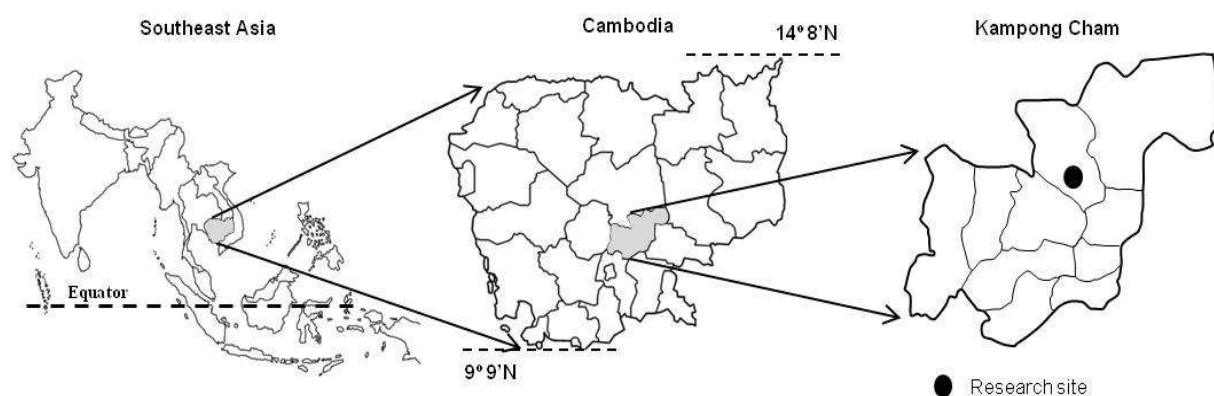 Southeast Asia
Cambodia
Kampong Cham
14° 8'N
Equator
9° 9'N
Research site